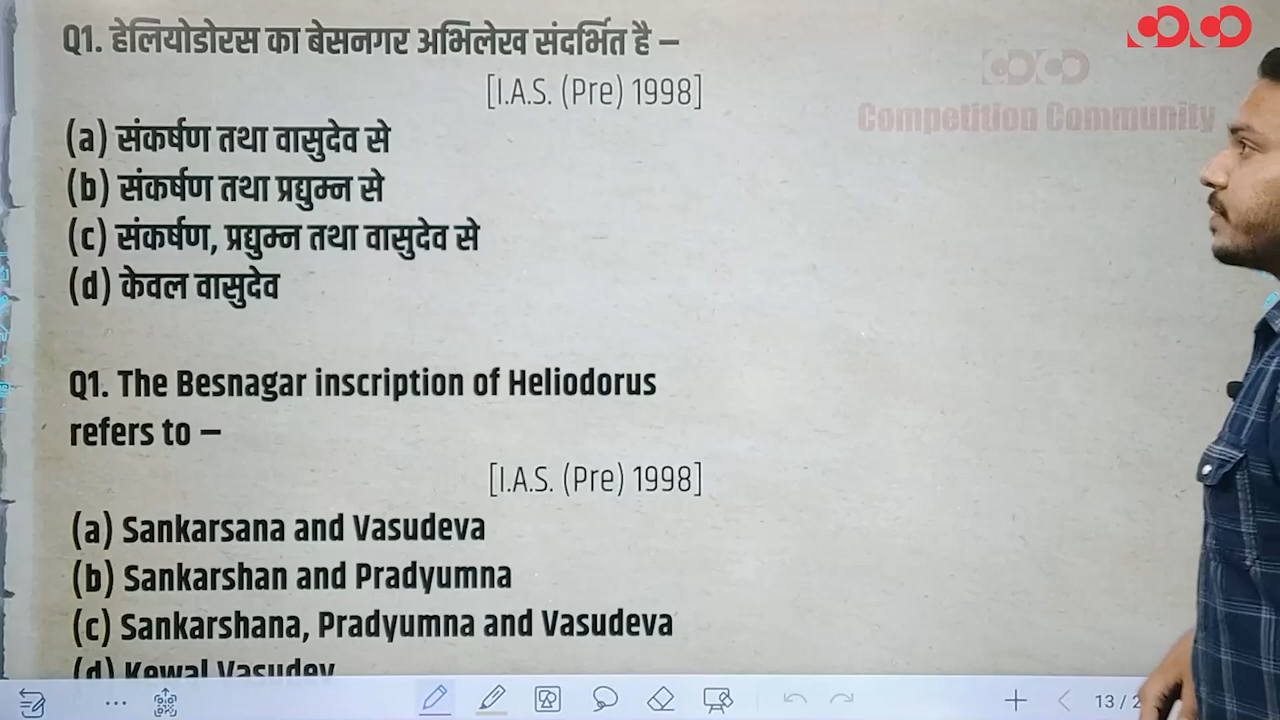 Q1. हेलियोडोरस का बेसनगर अभिलेख संदर्भित है –
[I.A.S. (Pre) 1998]
Competition Community
(a) संकर्षण तथा वासुदेव से
(b) संकर्षण तथा प्रद्युम्न से
(c) संकर्षण, प्रद्युम्न तथा वासुदेव से
(d) केवल वासुदेव
Q1. The Besnagar inscription of Heliodorus
refers to –
[I.A.S. (Pre) 1998]
(a) Sankarsana and Vasudeva
(b) Sankarshan and Pradyumna
(c) Sankarshana, Pradyumna and Vasudeva
(d) Kewal Vasudev
13 / 2